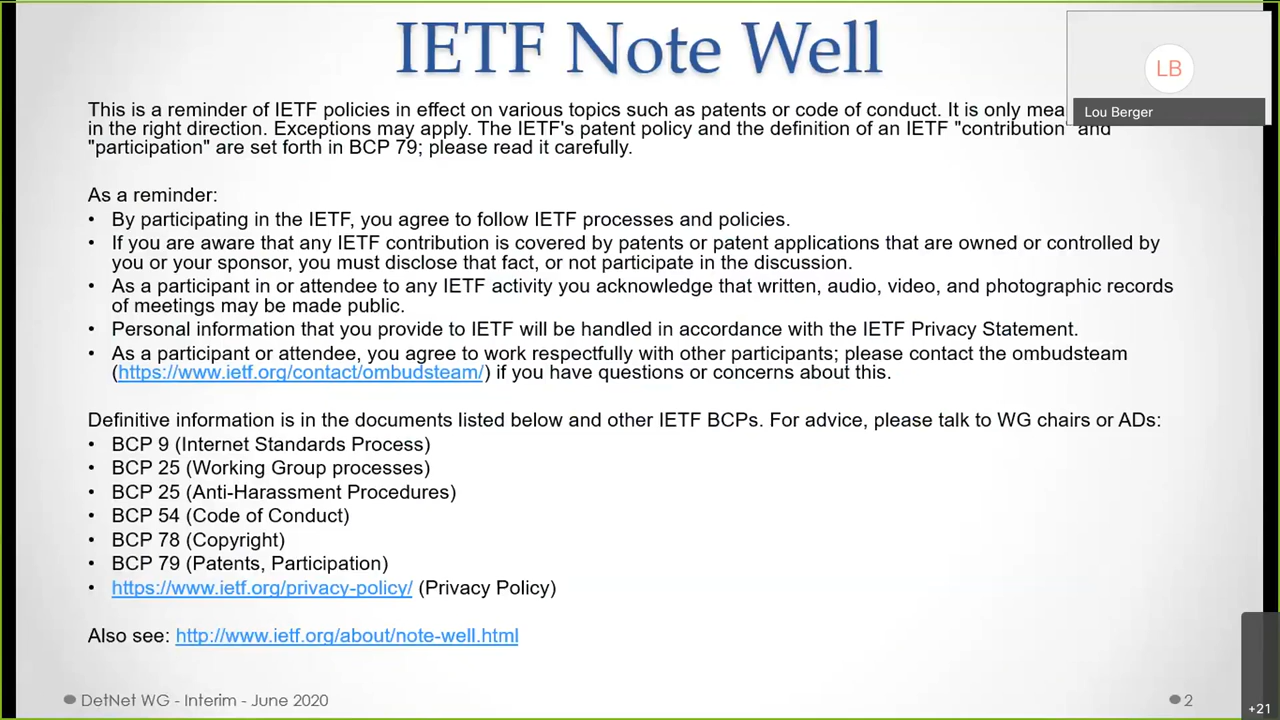 IETF Note Well
LB
Lou Berger
This is a reminder of IETF policies in effect on various topics such as patents or code of conduct. It is only
in the right direction. Exceptions may apply. The IETF's patent policy and the definition of an IETF "contribution" and
"participation" are set forth in BCP 79; please read it carefully.
As a reminder:
• By participating in the IETF, you agree to follow IETF processes and policies.
• If you are aware that any IETF contribution is covered by patents or patent applications that are owned or controlled by
you or your sponsor, you must disclose that fact, or not participate in the discussion.
• As a participant in or attendee to any IETF activity you acknowledge that written, audio, video, and photographic records
of meetings may be made public.
• Personal information that you provide to IETF will be handled in accordance with the IETF Privacy Statement.
• As a participant or attendee, you agree to work respectfully with other participants; please contact the ombudsteam
(https://www.ietf.org/contact/ombudsteam/) if you have questions or concerns about this.
Definitive information is in the documents listed below and other IETF BCPs. For advice, please talk to WG chairs or ADs:
• BCP 9 (Internet Standards Process)
• BCP 25 (Working Group processes)
• BCP 25 (Anti-Harassment Procedures)
• BCP 54 (Code of Conduct)
• BCP 78 (Copyright)
• BCP 79 (Patents, Participation)
• https://www.ietf.org/privacy-policy/ (Privacy Policy)
Also see: http://www.ietf.org/about/note-well.html
DetNet WG - Interim - June 2020
2
+21